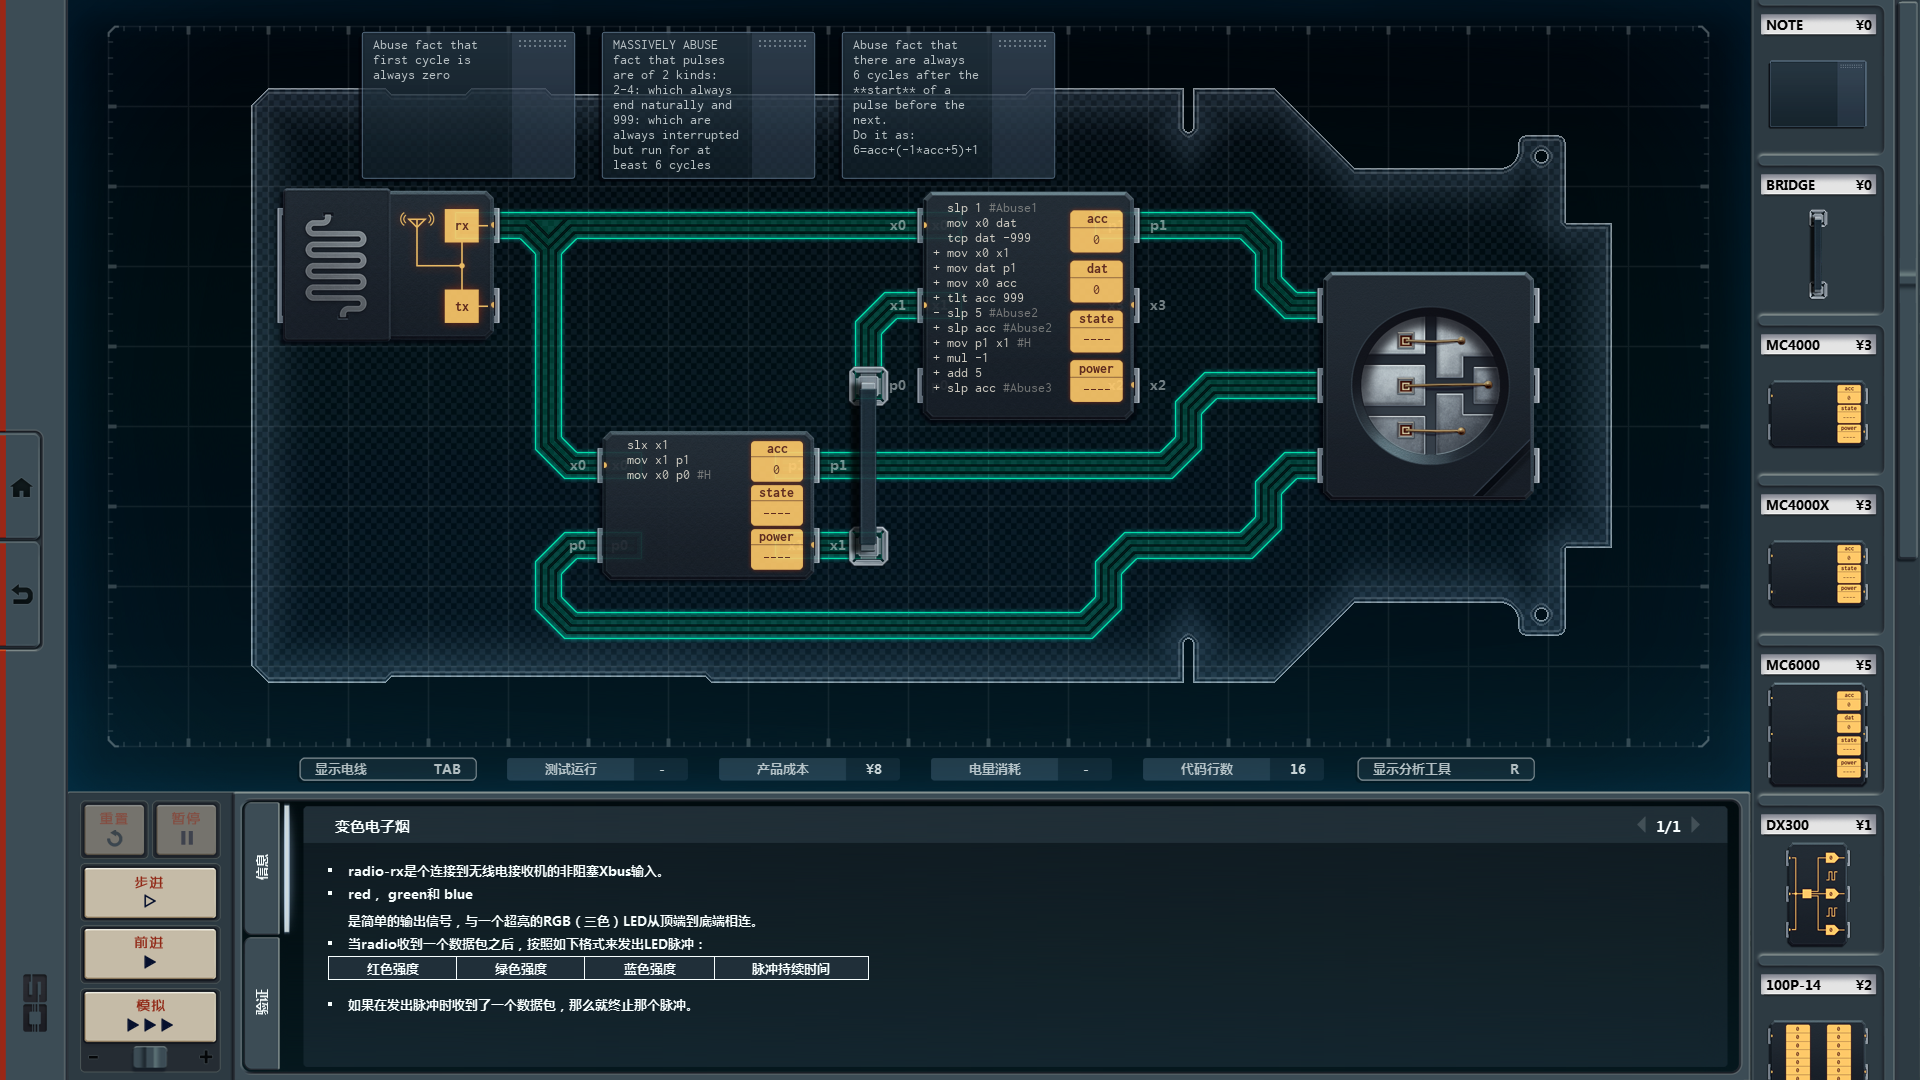 Abuse fact that
first cycle is
always zero
MASSIVELY ABUSE
fact that pulses
are of 2 kinds:
2-4: which always
end naturally and
999: which are
always interrupted
but run for at
least 6 cycles
Abuse fact that
there are always
6 cycles after the
**start** of a
pulse before the
next.
Do it as:
6=acc+(-1*acc+5)+1
rx
tx
x0
x1
p0
slp 1 #Abuse1
mov x0 dat
tcp dat -999
+ mov x0 x1
+ mov dat p1
+ mov x0 acc
+ tlt acc 999
- slp 5 #Abuse2
+ slp acc #Abuse2
+ mov p1 x1 #H
+ mul -1
+ add 5
+ slp acc #Abuse3
acc
0
dat
0
state
----
power
----
p1
x3
x2
x0
p0
slx x1
mov x1 p1
mov x0 p0 #H
acc
0
state
----
power
----
p1
x1
显示电线 TAB
测试运行 -
产品成本 ¥8
电量消耗 -
代码行数 16
显示分析工具 R
重置
暂停
步进
前进
模拟
- +
信息
验证
变色电子烟
1/1
▪ radio-rx是个连接到无线电接收机的非阻塞Xbus输入。
▪ red，green和 blue
是简单的输出信号，与一个超亮的RGB（三色）LED从顶端到底端相连。
▪ 当radio收到一个数据包之后，按照如下格式来发出LED脉冲：
红色强度 绿色强度 蓝色强度 脉冲持续时间
▪ 如果在发出脉冲时收到了一个数据包，那么就终止那个脉冲。
NOTE ¥0
BRIDGE ¥0
MC4000 ¥3
acc
0
state
----
power
----
MC4000X ¥3
acc
0
state
----
power
----
MC6000 ¥5
acc
0
dat
0
state
----
power
----
DX300 ¥1
100P-14 ¥2